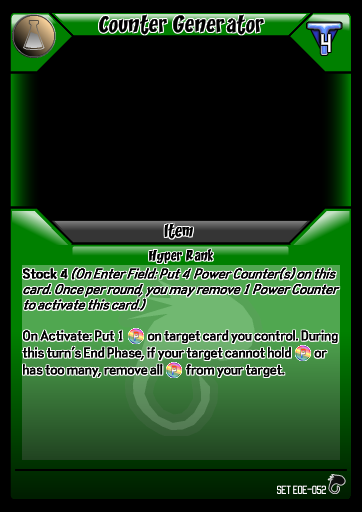 Counter Generator
4
Item
Hyper Rank
Stock 4 (On Enter Field: Put 4 Power Counter(s) on this
card. Once per round, you may remove 1 Power Counter
to activate this card.)
On Activate: Put 1 P on target card you control. During
this turn's End Phase, if your target cannot hold P or
has too many, remove all P from your target.
SET EOE-052